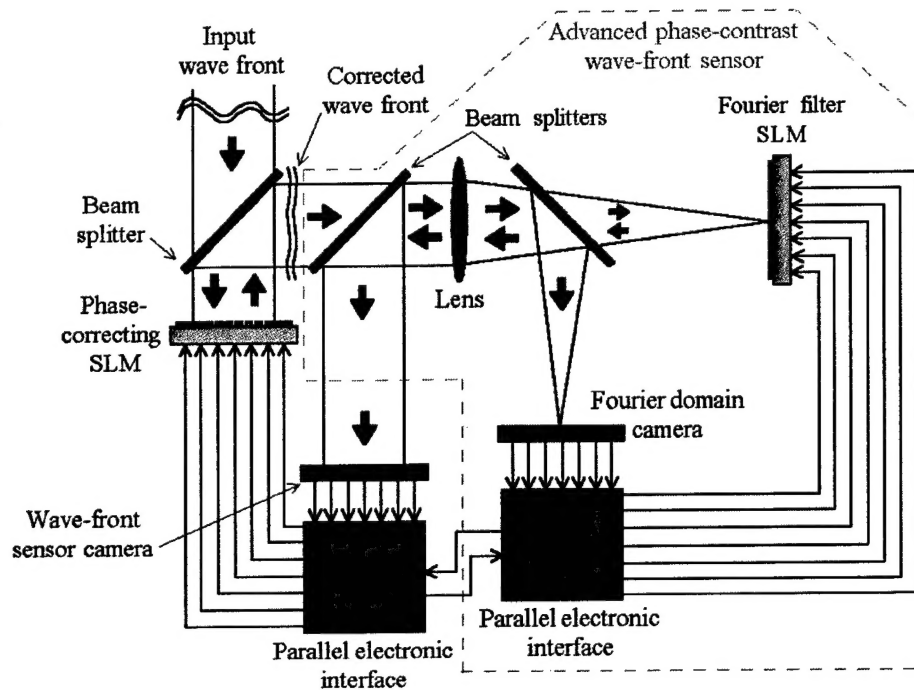 Input
wave front
Corrected
wave front
Advanced phase-contrast
wave-front sensor
Beam splitters
Fourier filter
SLM
Beam
splitter
Lens
Phase-
correcting
SLM
Fourier domain
camera
Wave-front
sensor camera
Parallel electronic
interface
Parallel electronic
interface